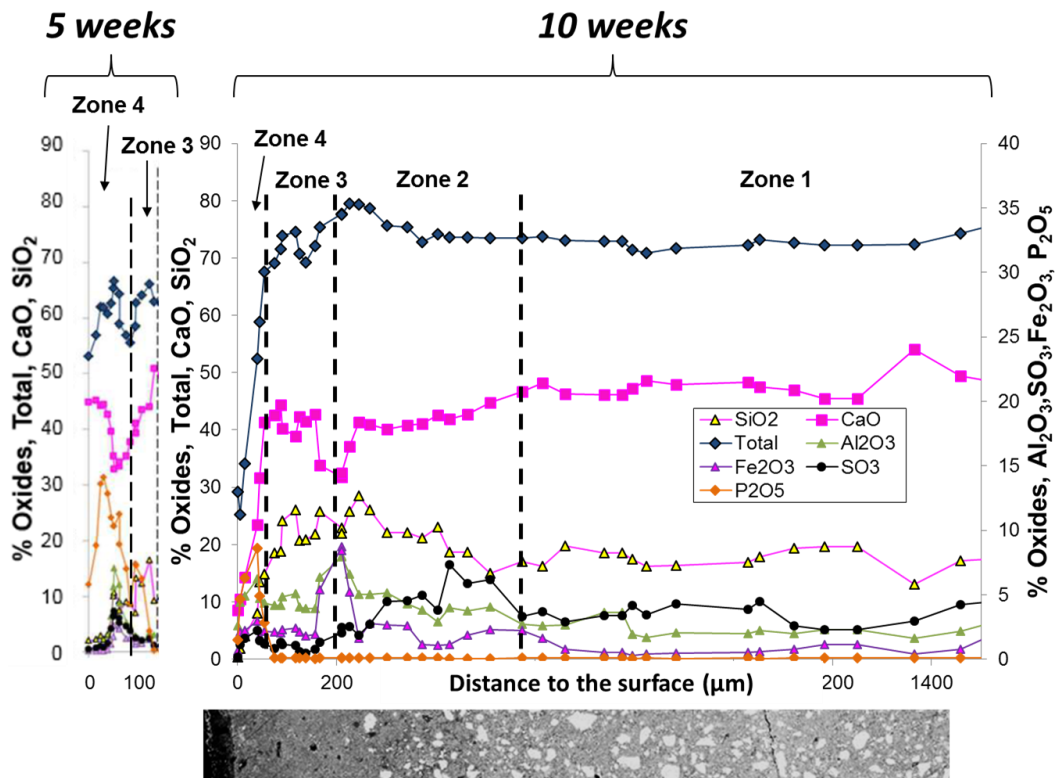 5 weeks
10 weeks
Zone 4
Zone 3
Zone 4
Zone 3
Zone 2
Zone 1
% Oxides, Total, CaO, SiO2
90
80
70
60
50
40
30
20
10
0
0 100
% Oxides, Total, CaO, SiO2
90
80
70
60
50
40
30
20
10
0
SiO2 CaO
Total Al2O3
Fe2O3 SO3
P2O5
40
35
30
25
20
15
10
5
0
% Oxides, Al2O3,SO3,Fe2O3, P2O5
0 200 Distance to the surface (μm) 200 1400